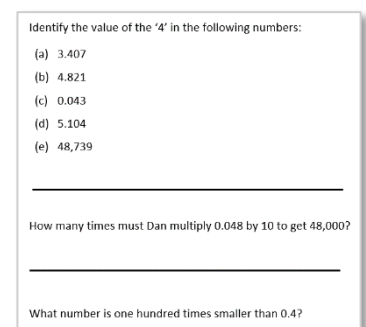 Identify the value of the ‘4’ in the following numbers:
(a) 3.407
(b) 4.821
(c) 0.043
(d) 5.104
(e) 48,739
How many times must Dan multiply 0.048 by 10 to get 48,000?
What number is one hundred times smaller than 0.4?